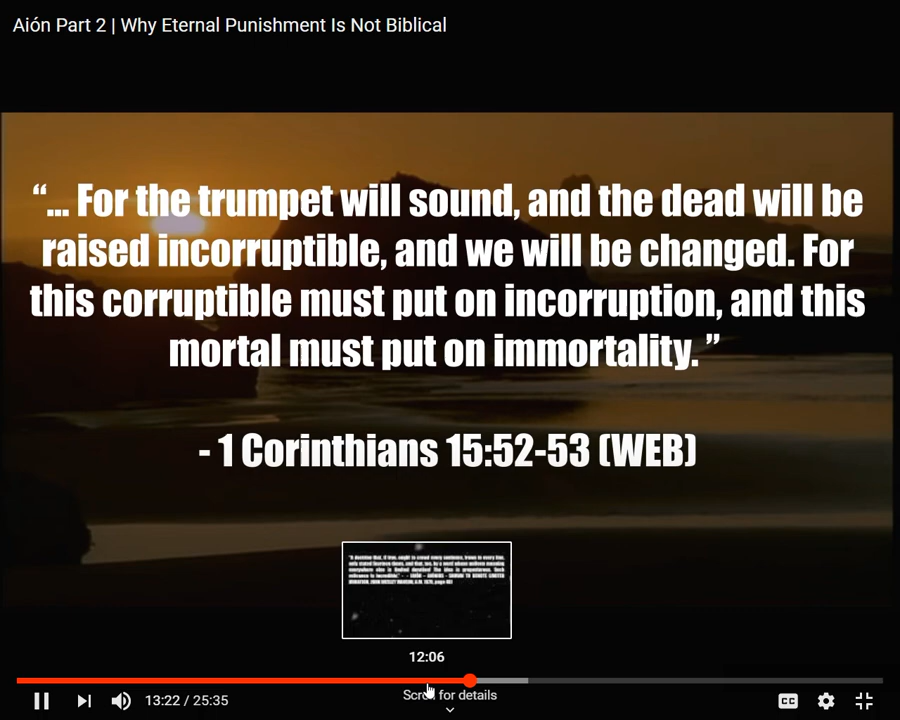 Aión Part 2 | Why Eternal Punishment Is Not Biblical
“... For the trumpet will sound, and the dead will be
raised incorruptible, and we will be changed. For
this corruptible must put on incorruption, and this
mortal must put on immortality. ”
- 1 Corinthians 15:52-53 (WEB)
12:06
13:22 / 25:35
Scroll for details
CC